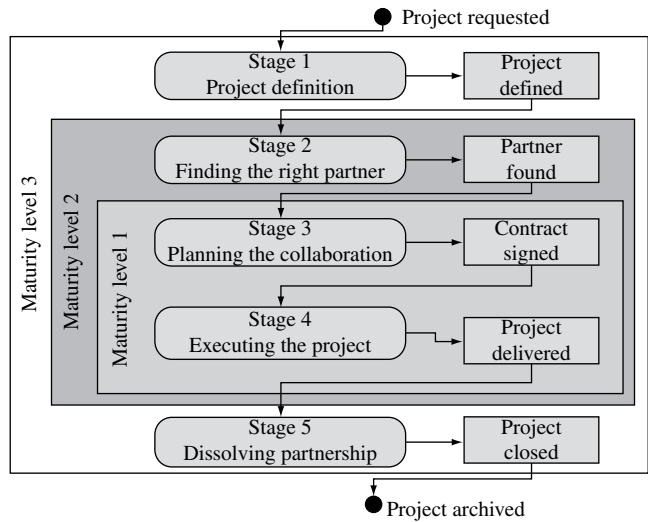 Project requested
Stage 1
Project definition
Project
defined
Stage 2
Finding the right partner
Partner
found
Stage 3
Planning the collaboration
Contract
signed
Stage 4
Executing the project
Project
delivered
Stage 5
Dissolving partnership
Project
closed
Project archived
Maturity level 3
Maturity level 2
Maturity level 1